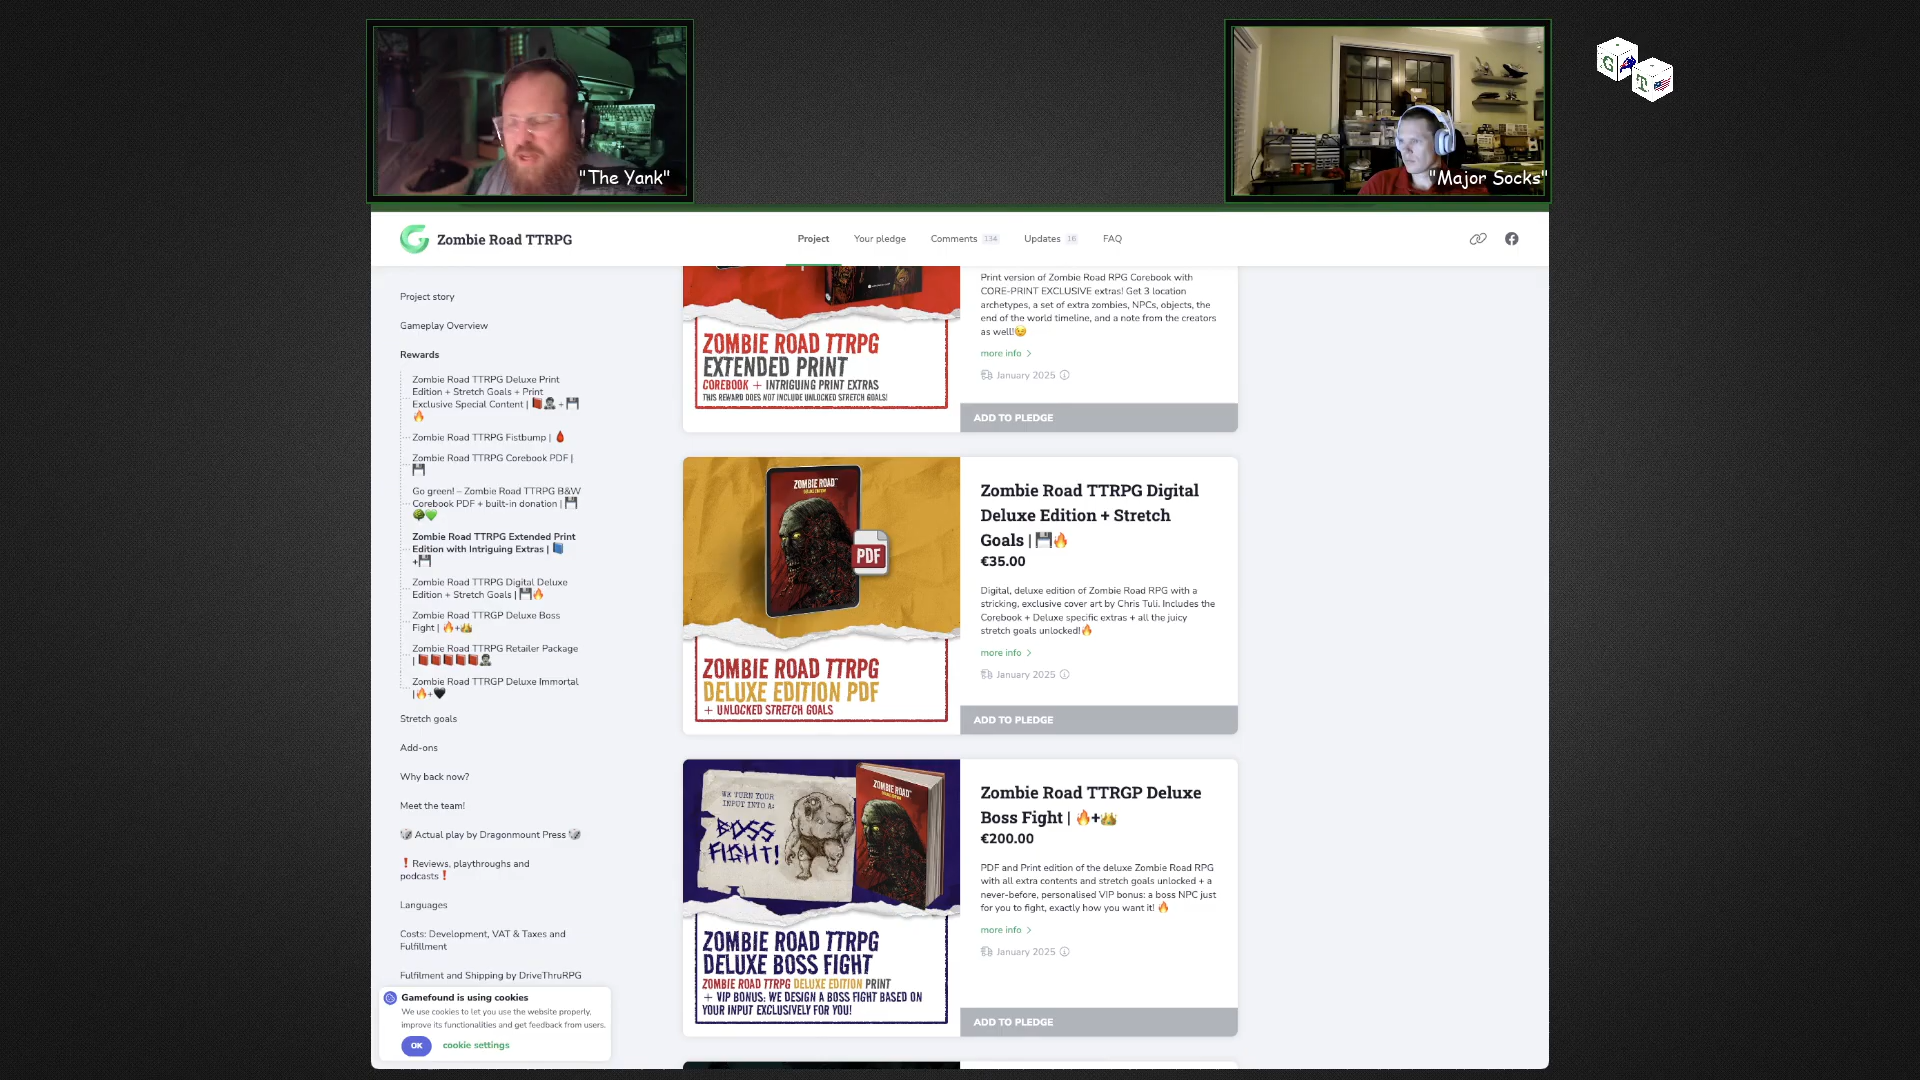 "The Yank"
"Major Socks"
G
T
Zombie Road TTRPG
Project
Your pledge
Comments 134
Updates 16
FAQ
Project story
Gameplay Overview
Rewards
Zombie Road TTRPG Deluxe Print
Edition + Stretch Goals + Print
Exclusive Special Content | 📕🧟+💾
🔥
Zombie Road TTRPG Fistbump | 🩸
Zombie Road TTRPG Corebook PDF |
💾
Go green! – Zombie Road TTRPG B&W
Corebook PDF + built-in donation | 💾
🌳💚
Zombie Road TTRPG Extended Print
Edition with Intriguing Extras | 📘
+💾
Zombie Road TTRPG Digital Deluxe
Edition + Stretch Goals | 💾🔥
Zombie Road TTRGP Deluxe Boss
Fight | 🔥+👑
Zombie Road TTRPG Retailer Package
| 📕📕📕📕📕🧟
Zombie Road TTRGP Deluxe Immortal
|🔥+🖤
Stretch goals
Add-ons
Why back now?
Meet the team!
🎲 Actual play by Dragonmount Press 🎲
❗Reviews, playthroughs and
podcasts❗
Languages
Costs: Development, VAT & Taxes and
Fulfillment
Fulfilment and Shipping by DriveThruRPG
Gamefound is using cookies
We use cookies to let you use the website properly,
improve its functionalities and get feedback from users.
OK
cookie settings
ZOMBIE ROAD TTRPG
EXTENDED PRINT
COREBOOK + INTRIGUING PRINT EXTRAS
THIS REWARD DOES NOT INCLUDE UNLOCKED STRETCH GOALS!
Print version of Zombie Road RPG Corebook with
CORE-PRINT EXCLUSIVE extras! Get 3 location
archetypes, a set of extra zombies, NPCs, objects, the
end of the world timeline, and a note from the creators
as well!😉
more info >
January 2025
ADD TO PLEDGE
ZOMBIE ROAD
PDF
ZOMBIE ROAD TTRPG
DELUXE EDITION PDF
+ UNLOCKED STRETCH GOALS
Zombie Road TTRPG Digital
Deluxe Edition + Stretch
Goals | 💾🔥
€35.00
Digital, deluxe edition of Zombie Road RPG with a
stricking, exclusive cover art by Chris Tuli. Includes the
Corebook + Deluxe specific extras + all the juicy
stretch goals unlocked!🔥
more info >
January 2025
ADD TO PLEDGE
WE TURN YOUR
INPUT INTO A:
BOSS
FIGHT!
ZOMBIE ROAD
ZOMBIE ROAD TTRPG
DELUXE BOSS FIGHT
ZOMBIE ROAD TTRPG DELUXE EDITION PRINT
+ VIP BONUS: WE DESIGN A BOSS FIGHT BASED ON
YOUR INPUT EXCLUSIVELY FOR YOU!
Zombie Road TTRGP Deluxe
Boss Fight | 🔥+👑
€200.00
PDF and Print edition of the deluxe Zombie Road RPG
with all extra contents and stretch goals unlocked + a
never-before, personalised VIP bonus: a boss NPC just
for you to fight, exactly how you want it! 🔥
more info >
January 2025
ADD TO PLEDGE